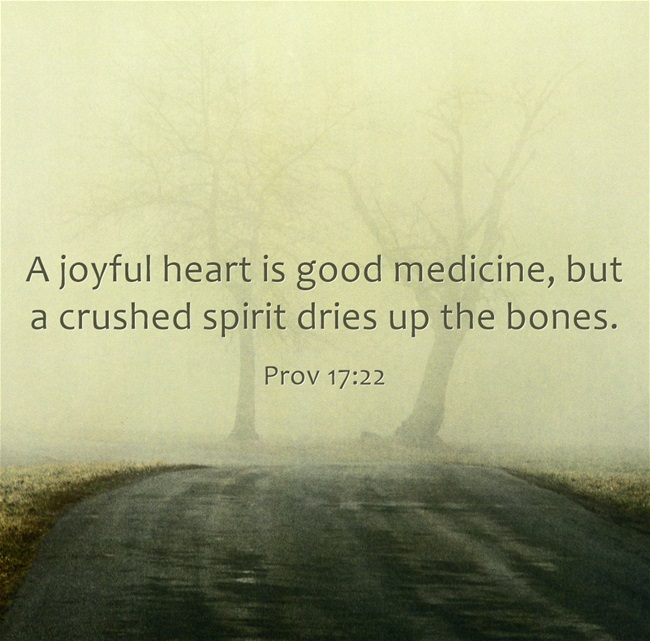 A joyful heart is good medicine, but
a crushed spirit dries up the bones.
Prov 17:22